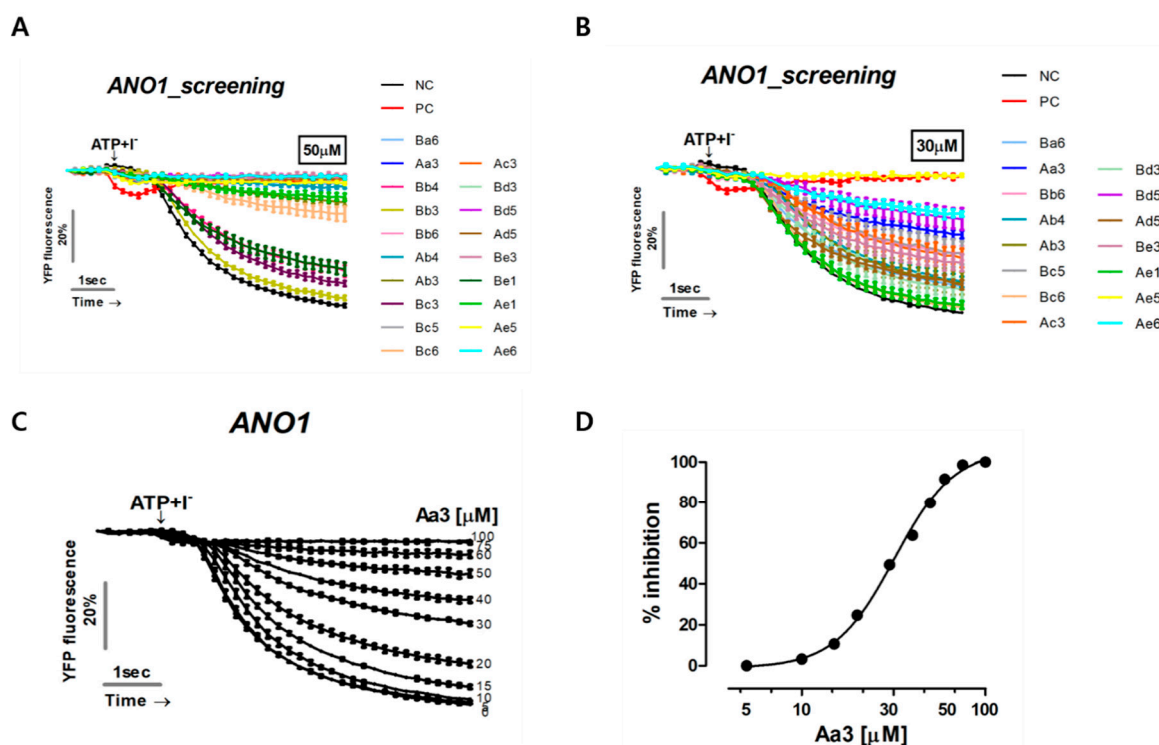 A
ANO1_screening
ATP+I-
↓
50μM
YFP fluorescence
20%
1sec
Time →
NC
PC
Ba6
Aa3
Bb4
Bb3
Bb6
Ab4
Ab3
Bc3
Bc5
Bc6
Ac3
Bd3
Bd5
Ad5
Be3
Be1
Ae1
Ae5
Ae6
B
ANO1_screening
ATP+I-
↓
30μM
YFP fluorescence
20%
1sec
Time →
NC
PC
Ba6
Aa3
Bb6
Ab4
Ab3
Bc5
Bc6
Ac3
Bd3
Bd5
Ad5
Be3
Ae1
Ae5
Ae6
C
ANO1
ATP+I-
↓
Aa3 [μM]
100
75
60
50
40
30
20
15
10
5
0
YFP fluorescence
20%
1sec
Time →
D
% inhibition
100
80
60
40
20
0
5
10
30
50
100
Aa3 [μM]